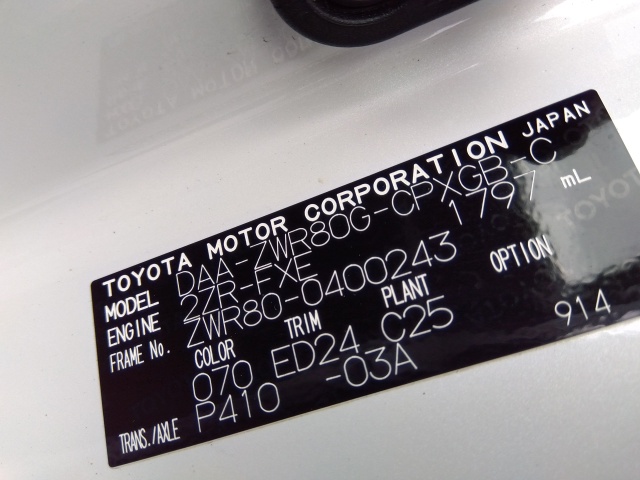 TOYOTA MOTOR CORPORATION JAPAN
MODEL DAA-ZWR80G-CPXGB-C
ENGINE 2ZR-FXE 1797 mL
FRAME No. ZWR80-0400243
COLOR TRIM PLANT OPTION
070 ED24 C25 914
TRANS./AXLE P410 -03A